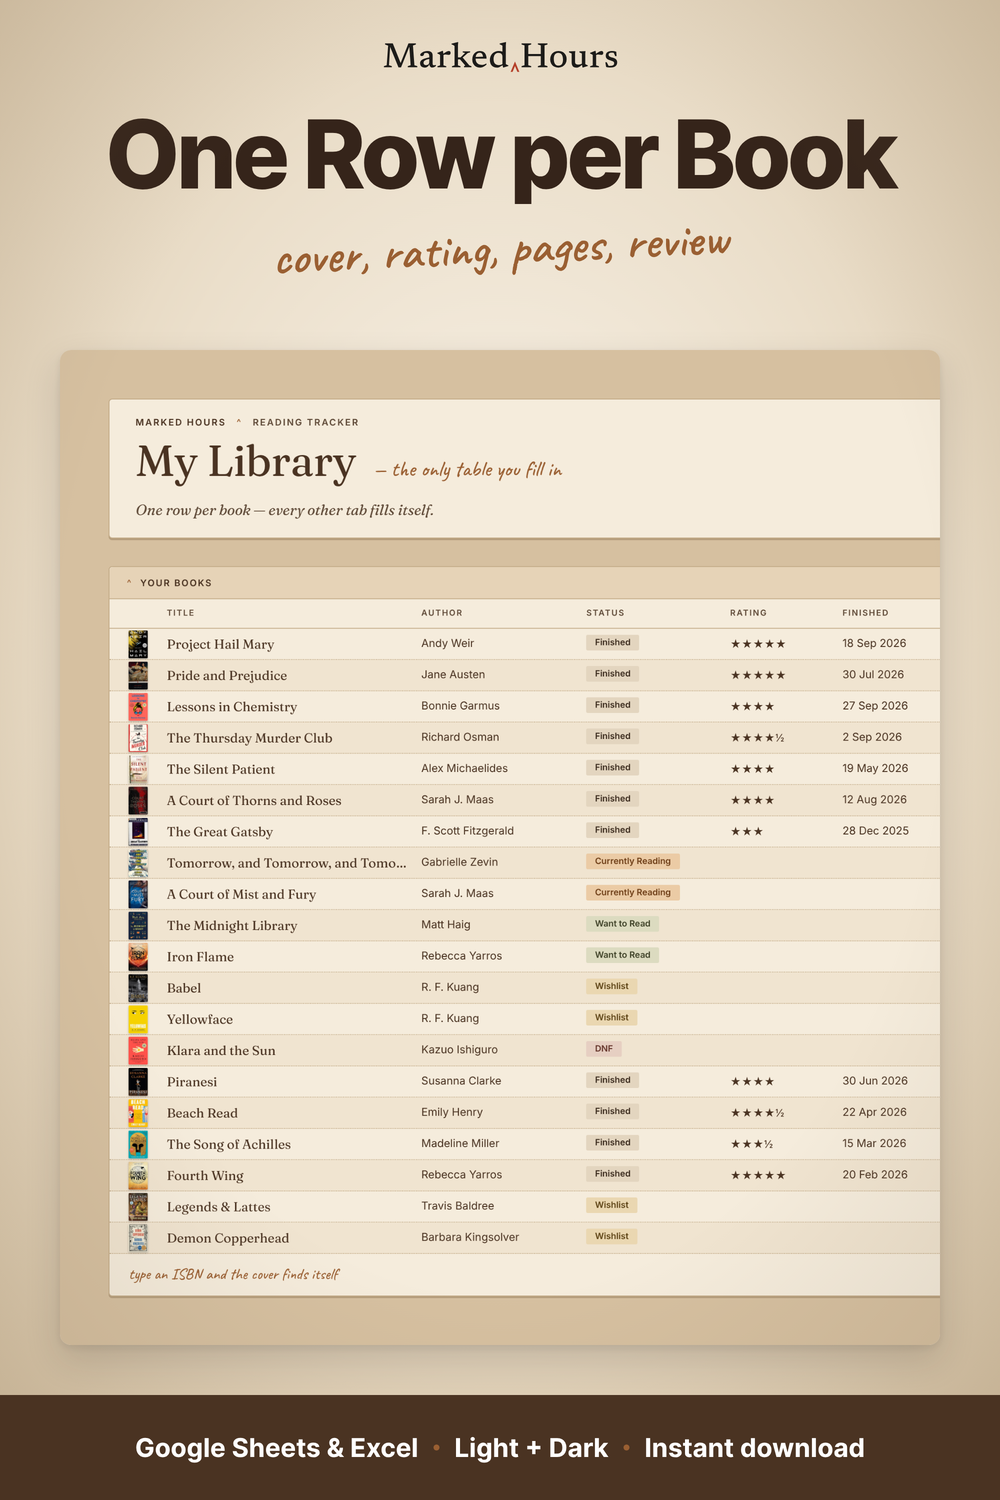 Marked‸Hours
One Row per Book
cover, rating, pages, review
MARKED HOURS ^ READING TRACKER
My Library — the only table you fill in
One row per book — every other tab fills itself.
^ YOUR BOOKS
TITLE AUTHOR STATUS RATING FINISHED
Project Hail Mary Andy Weir Finished ★★★★★ 18 Sep 2026
Pride and Prejudice Jane Austen Finished ★★★★★ 30 Jul 2026
Lessons in Chemistry Bonnie Garmus Finished ★★★★ 27 Sep 2026
The Thursday Murder Club Richard Osman Finished ★★★★½ 2 Sep 2026
The Silent Patient Alex Michaelides Finished ★★★★ 19 May 2026
A Court of Thorns and Roses Sarah J. Maas Finished ★★★★ 12 Aug 2026
The Great Gatsby F. Scott Fitzgerald Finished ★★★ 28 Dec 2025
Tomorrow, and Tomorrow, and Tomo... Gabrielle Zevin Currently Reading
A Court of Mist and Fury Sarah J. Maas Currently Reading
The Midnight Library Matt Haig Want to Read
Iron Flame Rebecca Yarros Want to Read
Babel R. F. Kuang Wishlist
Yellowface R. F. Kuang Wishlist
Klara and the Sun Kazuo Ishiguro DNF
Piranesi Susanna Clarke Finished ★★★★ 30 Jun 2026
Beach Read Emily Henry Finished ★★★★½ 22 Apr 2026
The Song of Achilles Madeline Miller Finished ★★★½ 15 Mar 2026
Fourth Wing Rebecca Yarros Finished ★★★★★ 20 Feb 2026
Legends & Lattes Travis Baldree Wishlist
Demon Copperhead Barbara Kingsolver Wishlist
type an ISBN and the cover finds itself
Google Sheets & Excel • Light + Dark • Instant download